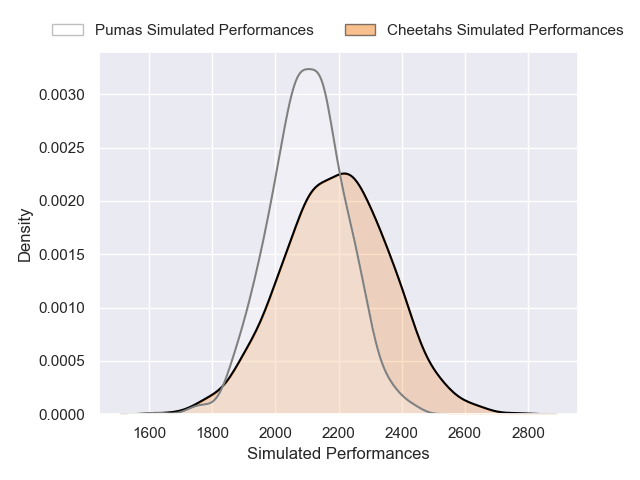 Pumas Simulated Performances
Cheetahs Simulated Performances
0.0030
0.0025
0.0020
0.0015
0.0010
0.0005
0.0000
Density
1600 1800 2000 2200 2400 2600 2800
Simulated Performances